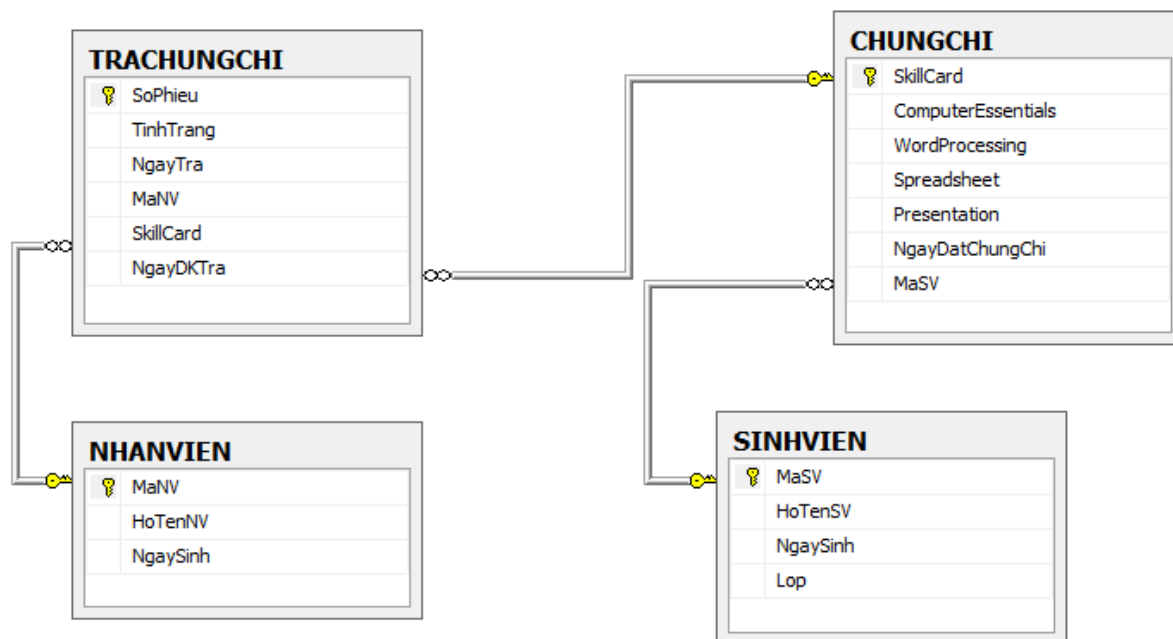 TRACHUNGCHI
SoPhieu
TinhTrang
NgayTra
MaNV
SkillCard
NgayDKTra
CHUNGCHI
SkillCard
ComputerEssentials
WordProcessing
Spreadsheet
Presentation
NgayDatChungChi
MaSV
NHANVIEN
MaNV
HoTenNV
NgaySinh
SINHVIEN
MaSV
HoTenSV
NgaySinh
Lop